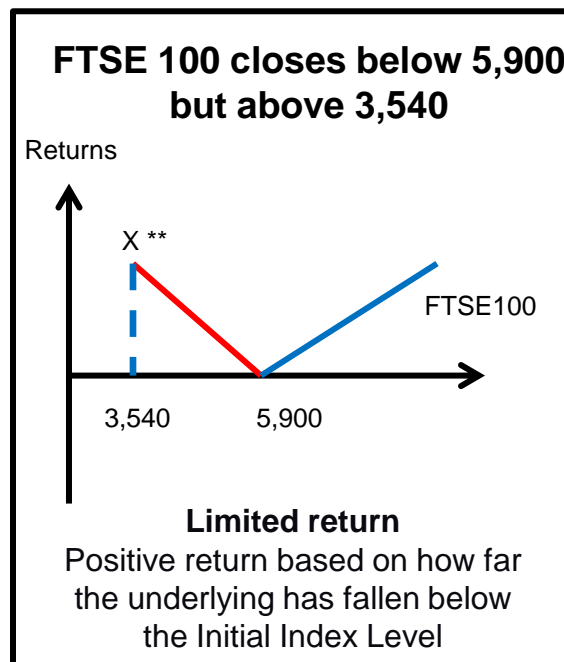 FTSE 100 closes below 5,900
but above 3,540
Returns
X **
FTSE100
3,540 5,900
Limited return
Positive return based on how far
the underlying has fallen below
the Initial Index Level